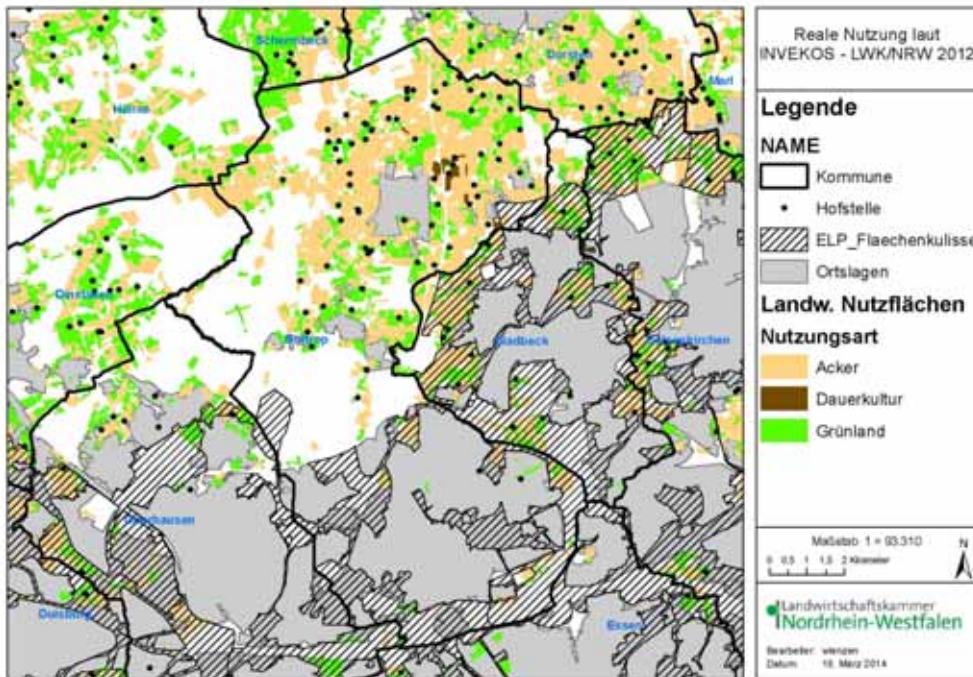 Schermbeck
Dorsten
Marl
Hünxe
Dinslaken
Bottrop
Gladbeck
Gelsenkirchen
Oberhausen
Duisburg
Essen
Reale Nutzung laut
INVEKOS - LWK/NRW 2012
Legende
NAME
Kommune
Hofstelle
ELP_Flaechenkulisse
Ortslagen
Landw. Nutzflächen
Nutzungsart
Acker
Dauerkultur
Grünland
Maßstab 1 = 93.310
0 0,5 1 1,5 2 Kilometer
N
Landwirtschaftskammer
Nordrhein-Westfalen
Bearbeiter: wienzen
Datum: 18. März 2014